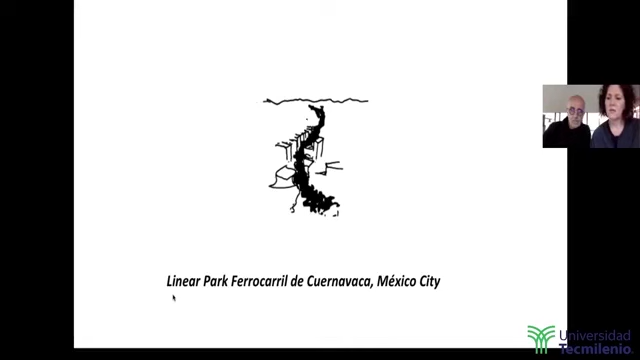 Linear Park Ferrocarril de Cuernavaca, México City
Universidad
Tecmilenio